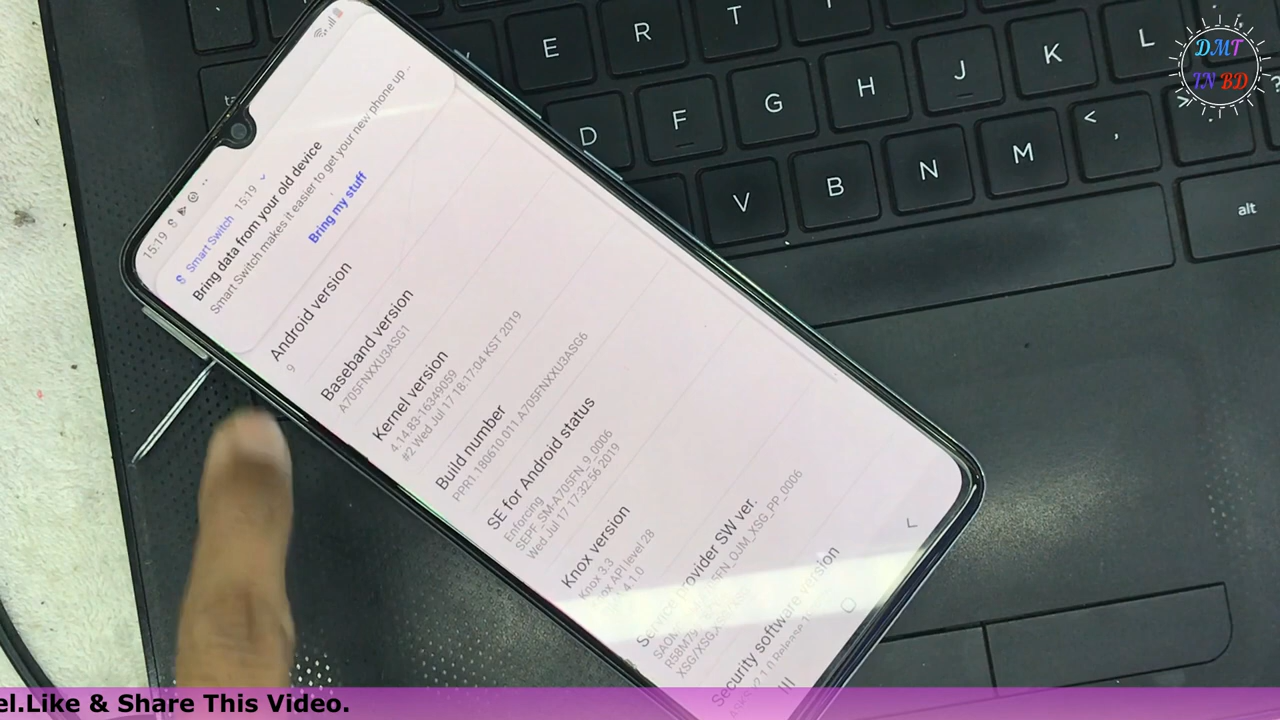 15:19
Smart Switch 15:19
Bring data from your old device
Smart Switch makes it easier to get your new phone up..
Bring my stuff
Android version
9
Baseband version
A705FNXXU3ASG1
Kernel version
4.14.83-16349059
#2 Wed Jul 17 18:17:04 KST 2019
Build number
PPR1.180610.011.A705FNXXU3ASG6
SE for Android status
Enforcing
SEPF_SM-A705FN_9_0006
Wed Jul 17 17:32:56 2019
Knox version
Knox 3.3
Knox API level 28
4.1.0
Service provider SW ver.
Security software version
E R T
D F G H J K L
V B N M < ,
alt
DMT
IN BD
el.Like & Share This Video.